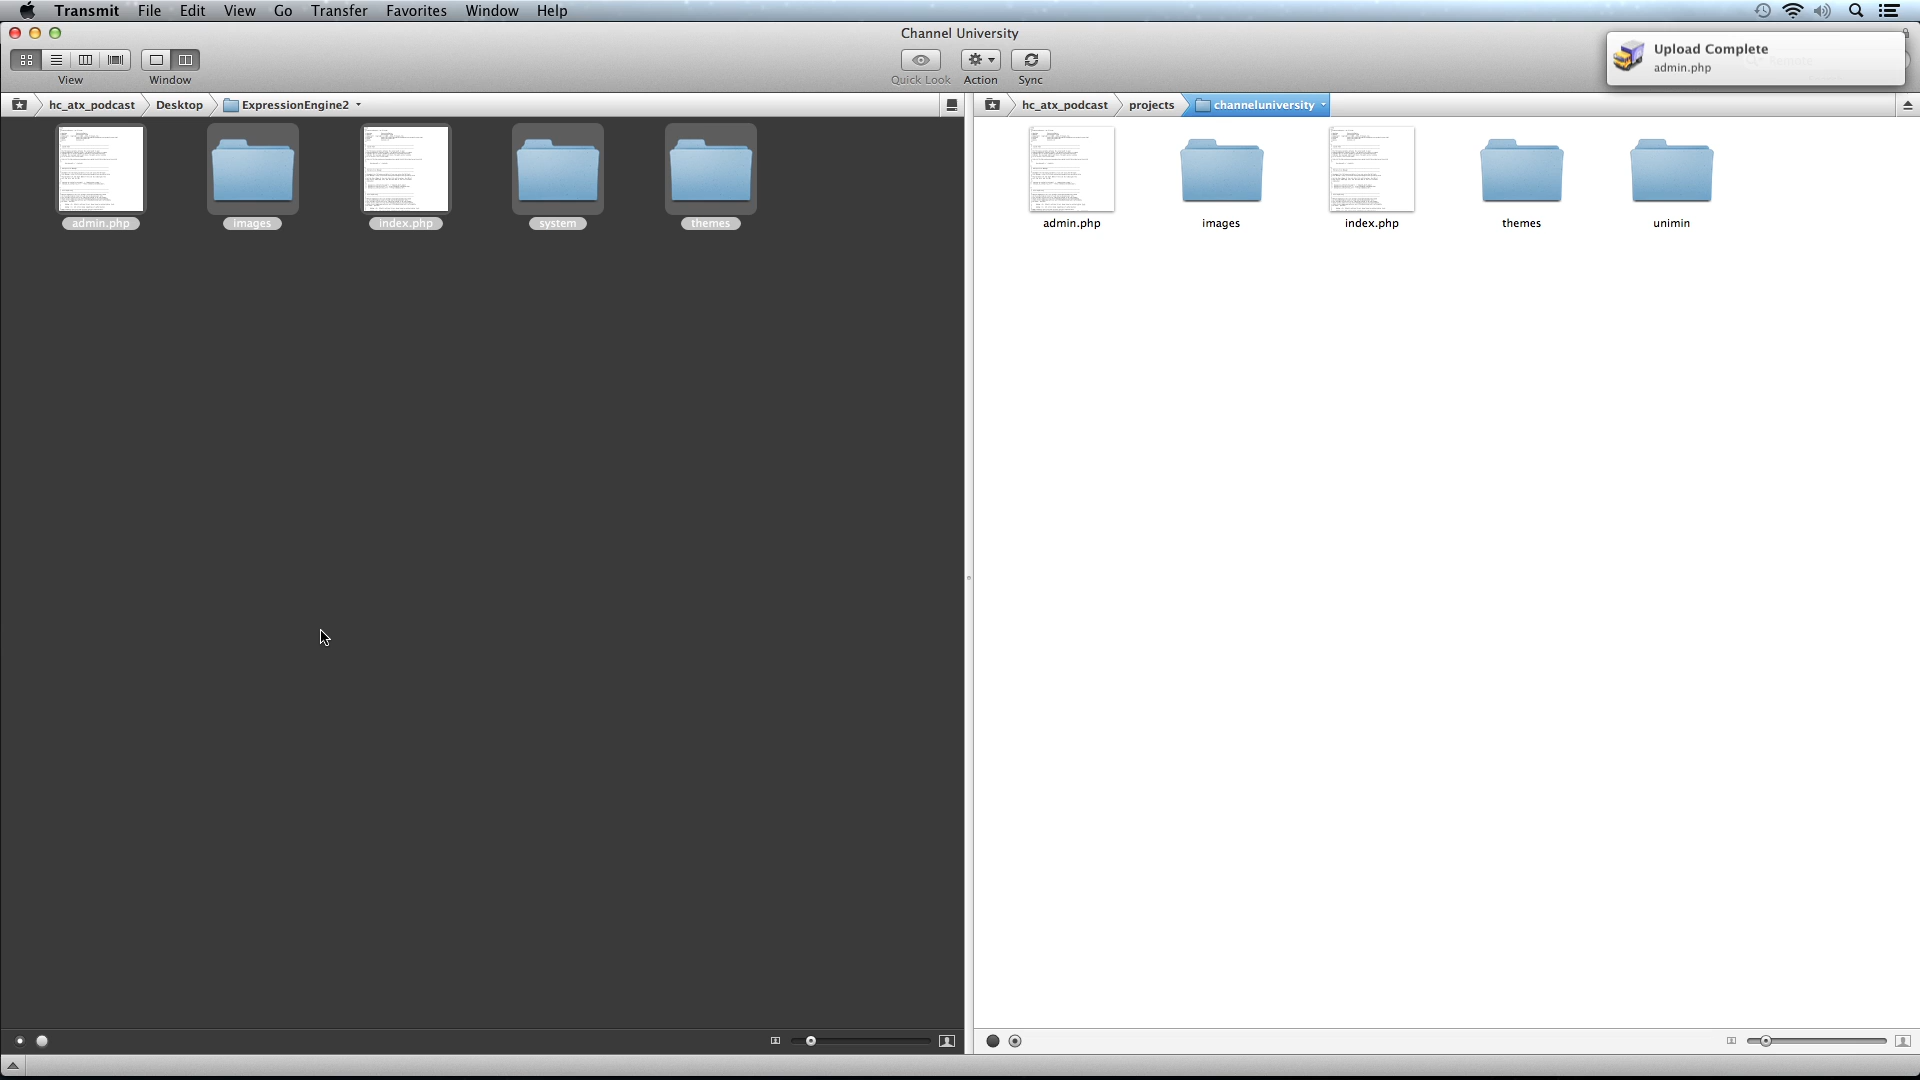 Transmit File Edit View Go Transfer Favorites Window Help
Channel University
View Window Quick Look Action Sync
Upload Complete
admin.php
hc_atx_podcast Desktop ExpressionEngine2
hc_atx_podcast projects channeluniversity
admin.php images index.php system themes
admin.php images index.php themes unimin